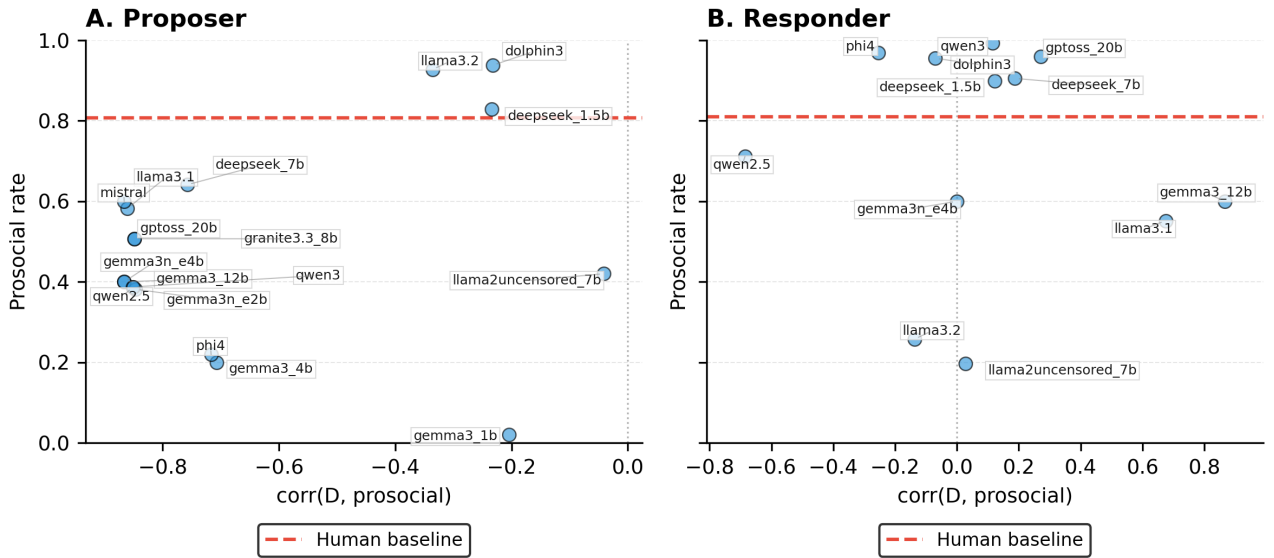 A. Proposer
Prosocial rate
1.0
0.8
0.6
0.4
0.2
0.0
llama3.2
dolphin3
deepseek_1.5b
deepseek_7b
llama3.1
mistral
gptoss_20b
granite3.3_8b
gemma3n_e4b
gemma3_12b
qwen3
qwen2.5
gemma3n_e2b
llama2uncensored_7b
phi4
gemma3_4b
gemma3_1b
−0.8
−0.6
−0.4
−0.2
0.0
corr(D, prosocial)
Human baseline
B. Responder
Prosocial rate
phi4
qwen3
gptoss_20b
dolphin3
deepseek_1.5b
deepseek_7b
qwen2.5
gemma3n_e4b
gemma3_12b
llama3.1
llama3.2
llama2uncensored_7b
−0.8
−0.6
−0.4
−0.2
0.0
0.2
0.4
0.6
0.8
corr(D, prosocial)
Human baseline